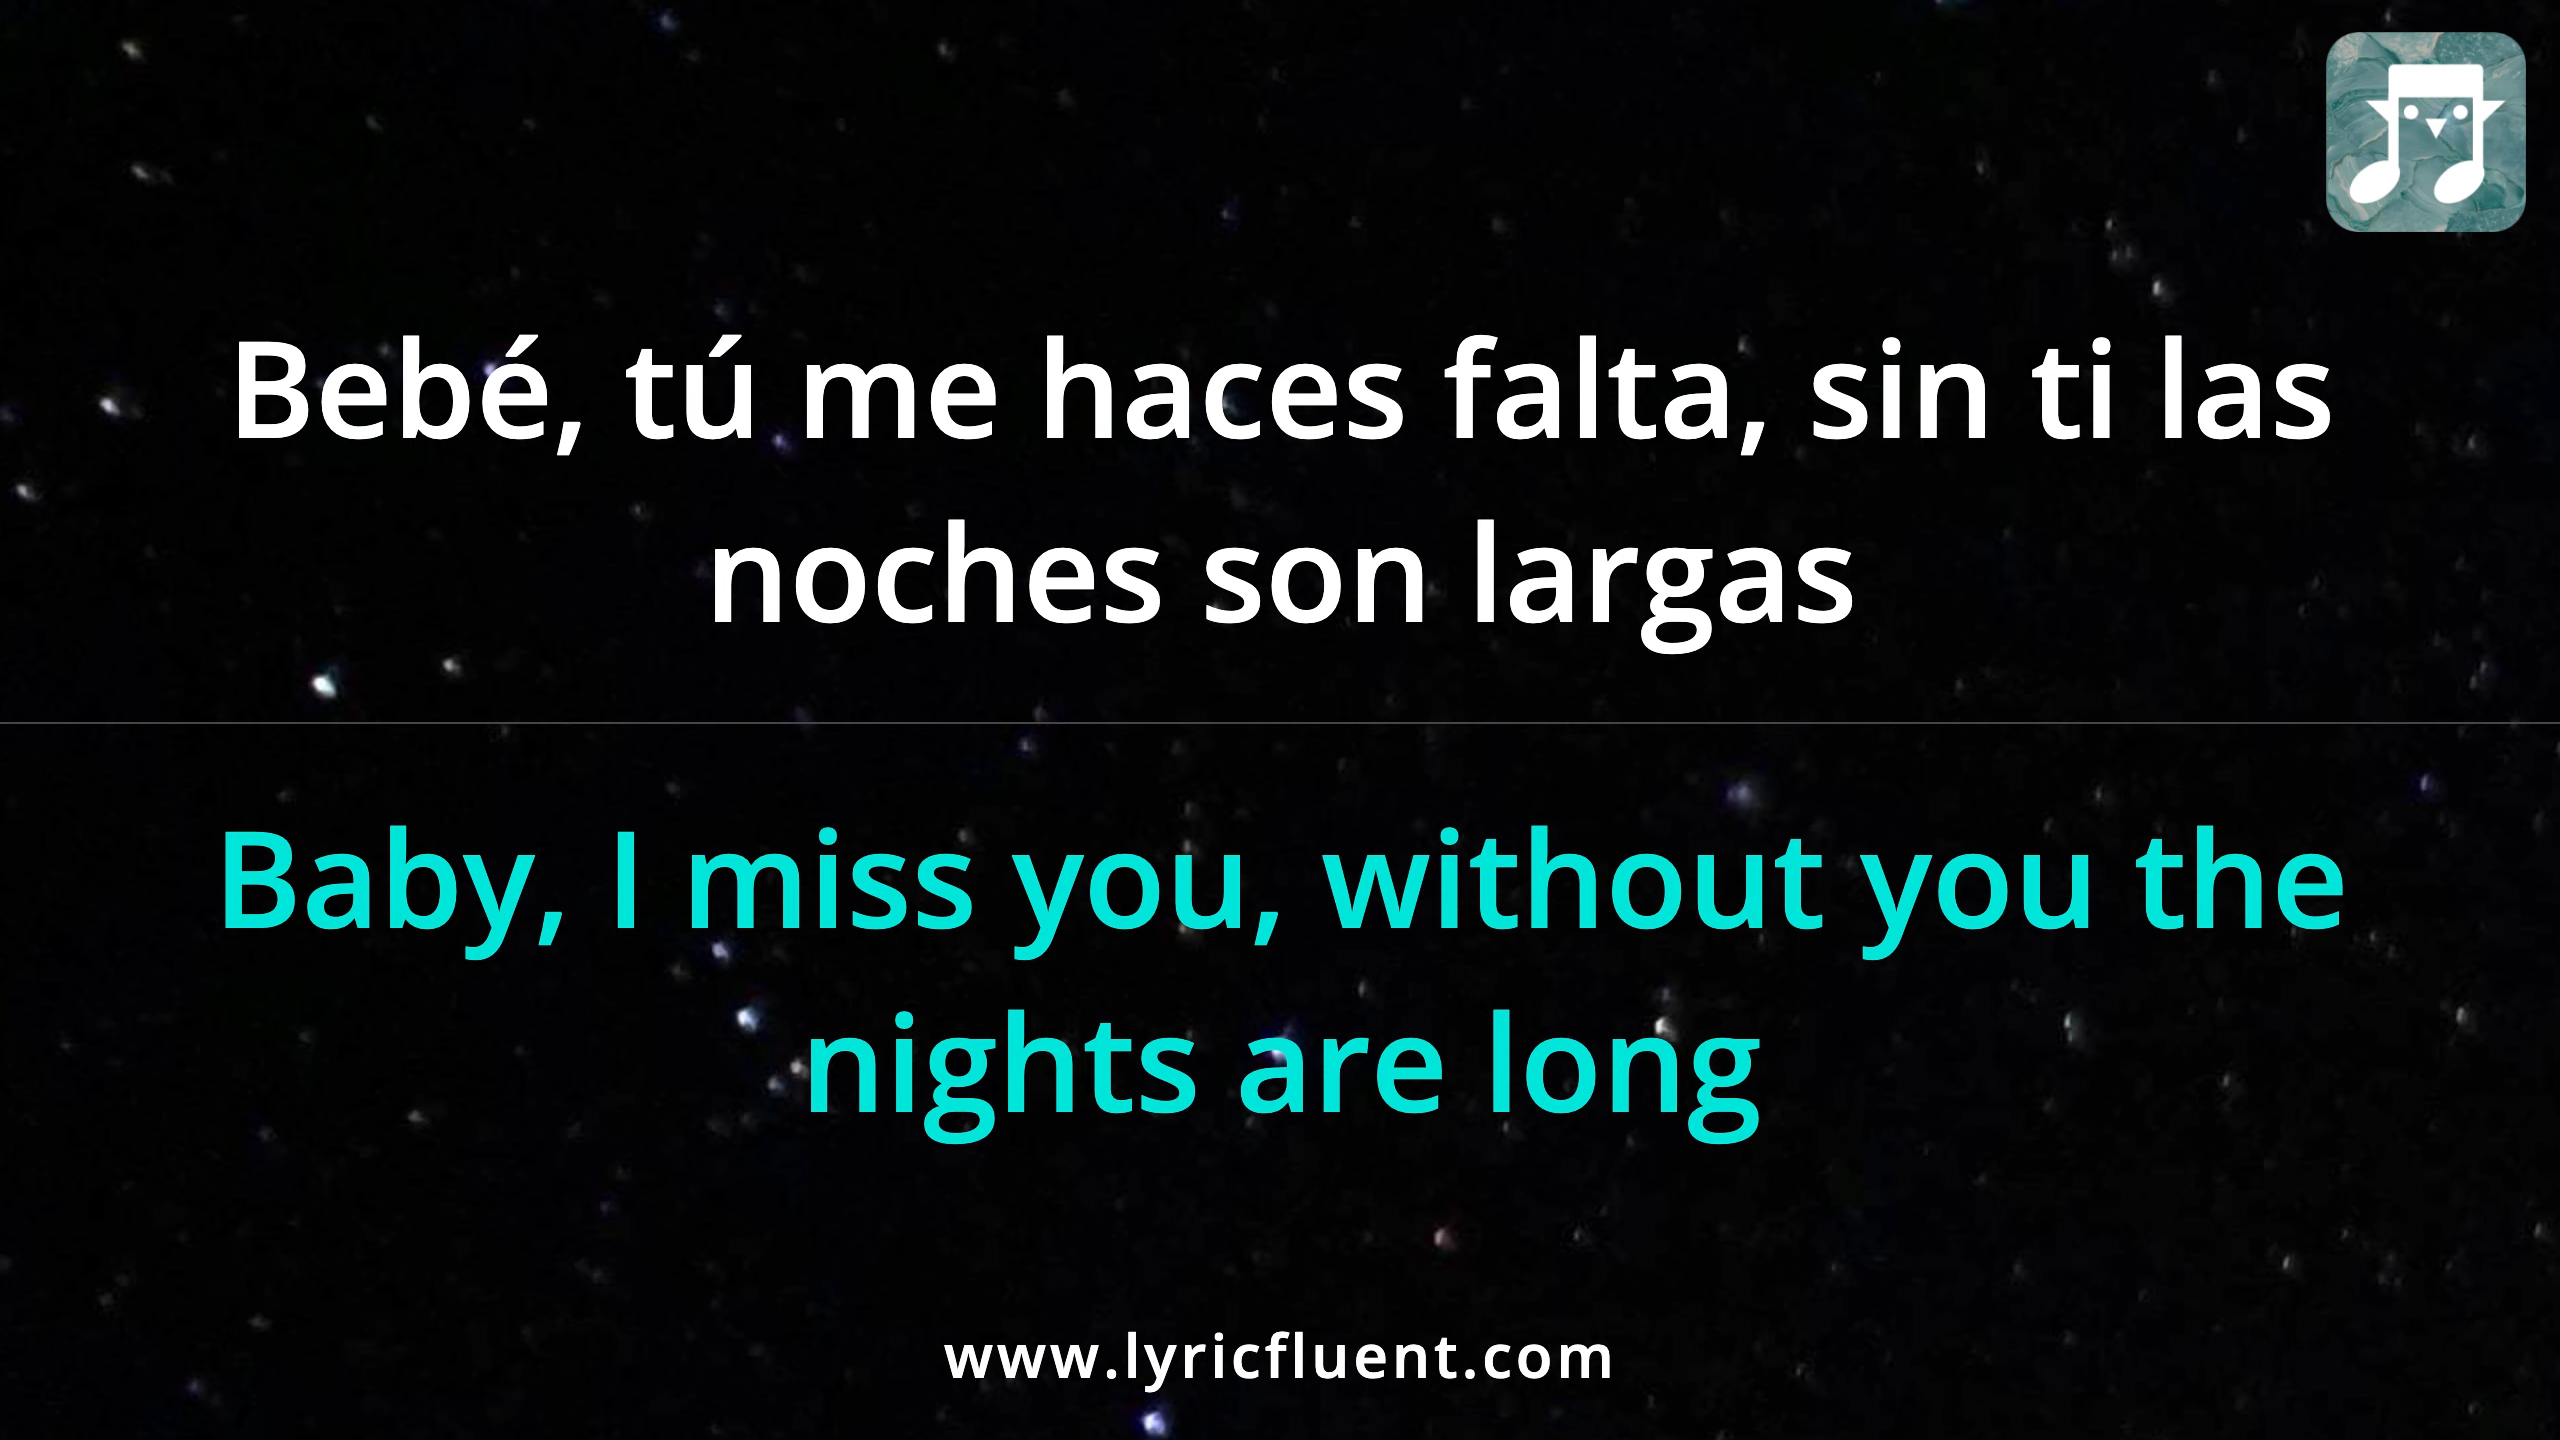 Bebé, tú me haces falta, sin ti las
noches son largas
Baby, I miss you, without you the
nights are long
www.lyricfluent.com